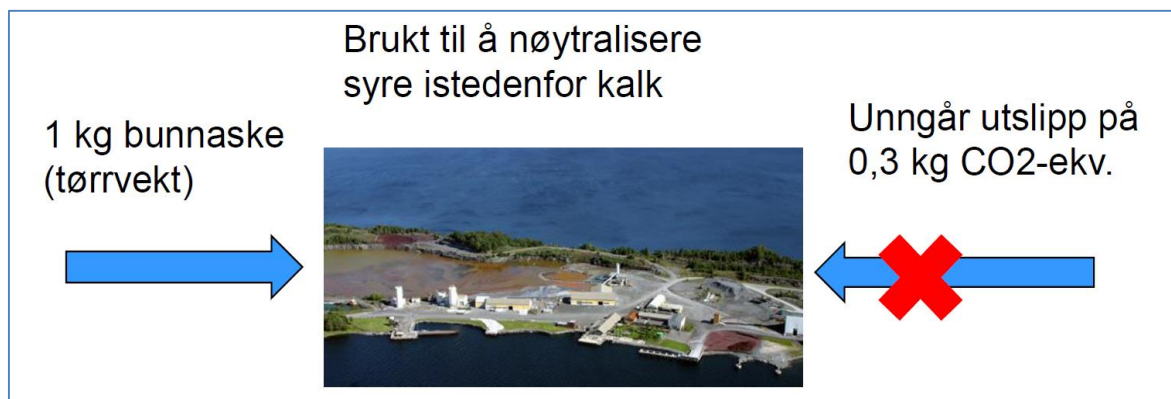 1 kg bunnaske
(tørrvekt)
Brukt til å nøytralisere
syre istedenfor kalk
Unngår utslipp på
0,3 kg CO2-ekv.